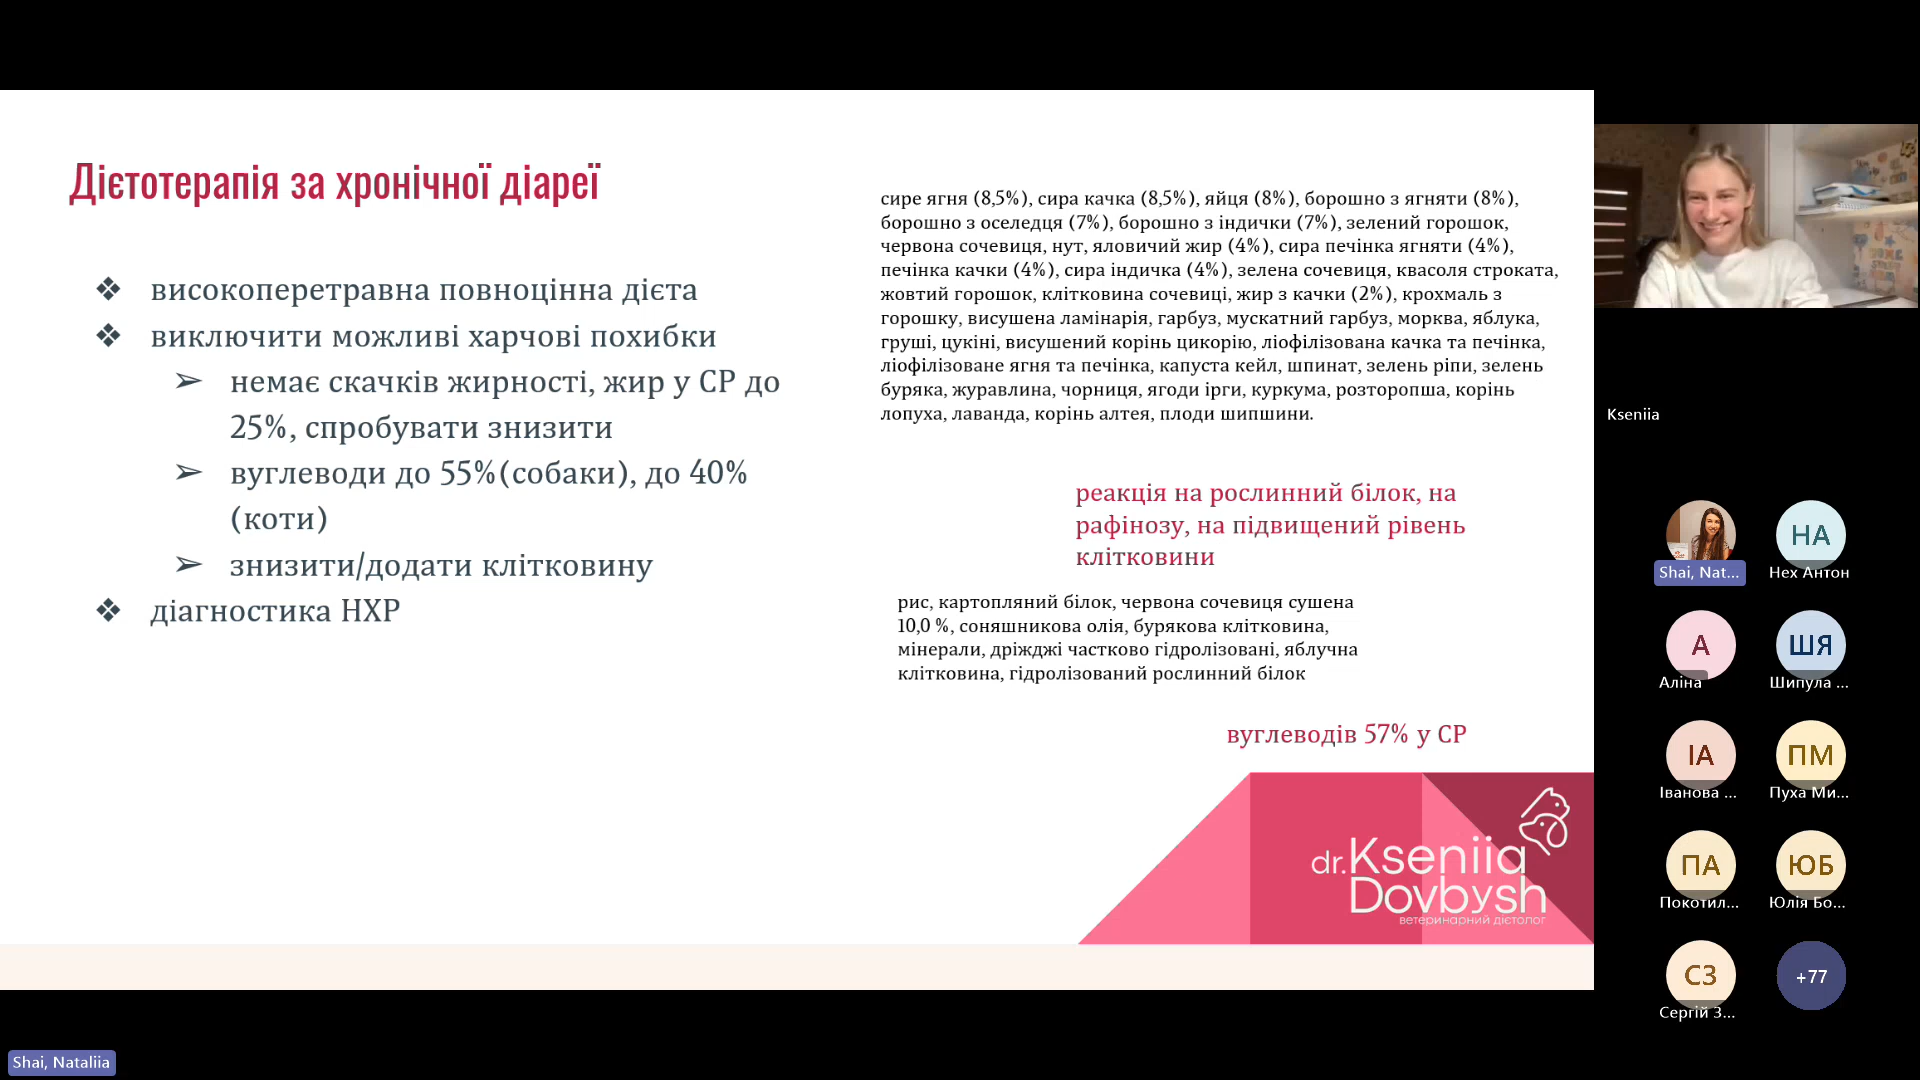 Дієтотерапія за хронічної діареї
❖ високоперетравна повноцінна дієта
❖ виключити можливі харчові похибки
➢ немає скачків жирності, жир у СР до
25%, спробувати знизити
➢ вуглеводи до 55%(собаки), до 40%
(коти)
➢ знизити/додати клітковину
❖ діагностика НХР
сире ягня (8,5%), сира качка (8,5%), яйця (8%), борошно з ягняти (8%),
борошно з оселедця (7%), борошно з індички (7%), зелений горошок,
червона сочевиця, нут, яловичий жир (4%), сира печінка ягняти (4%),
печінка качки (4%), сира індичка (4%), зелена сочевиця, квасоля строката,
жовтий горошок, клітковина сочевиці, жир з качки (2%), крохмаль з
горошку, висушена ламінарія, гарбуз, мускатний гарбуз, морква, яблука,
груші, цукіні, висушений корінь цикорію, ліофілізована качка та печінка,
ліофілізоване ягня та печінка, капуста кейл, шпинат, зелень ріпи, зелень
буряка, журавлина, чорниця, ягоди ірги, куркума, розторопша, корінь
лопуха, лаванда, корінь алтея, плоди шипшини.
реакція на рослинний білок, на
рафінозу, на підвищений рівень
клітковини
рис, картопляний білок, червона сочевиця сушена
10,0 %, соняшникова олія, бурякова клітковина,
мінерали, дріжджі частково гідролізовані, яблучна
клітковина, гідролізований рослинний білок
вуглеводів 57% у СР
dr.Kseniia
Dovbysh
ветеринарний дієтолог
Kseniia
Shai, Nat...
НА
Нех Антон
А
Аліна
ШЯ
Шипула ...
ІА
Іванова ...
ПМ
Пуха Ми...
ПА
Покотил...
ЮБ
Юлія Бо...
СЗ
Сергій З...
+77
Shai, Nataliia